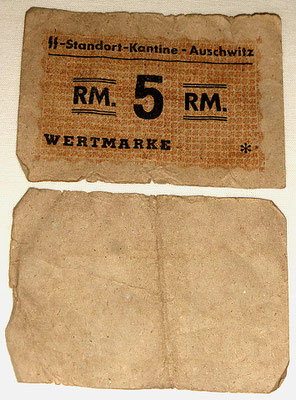 SS-Standort-Kantine - Auschwitz
RM. 5 RM.
WERTMARKE *